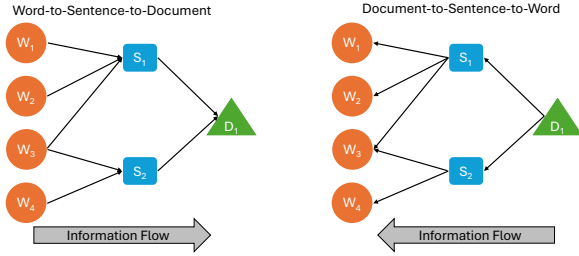 Word-to-Sentence-to-Document
W1
S1
W2
W3
D1
S2
W4
Information Flow
Document-to-Sentence-to-Word
W1
S1
W2
W3
D1
S2
W4
Information Flow